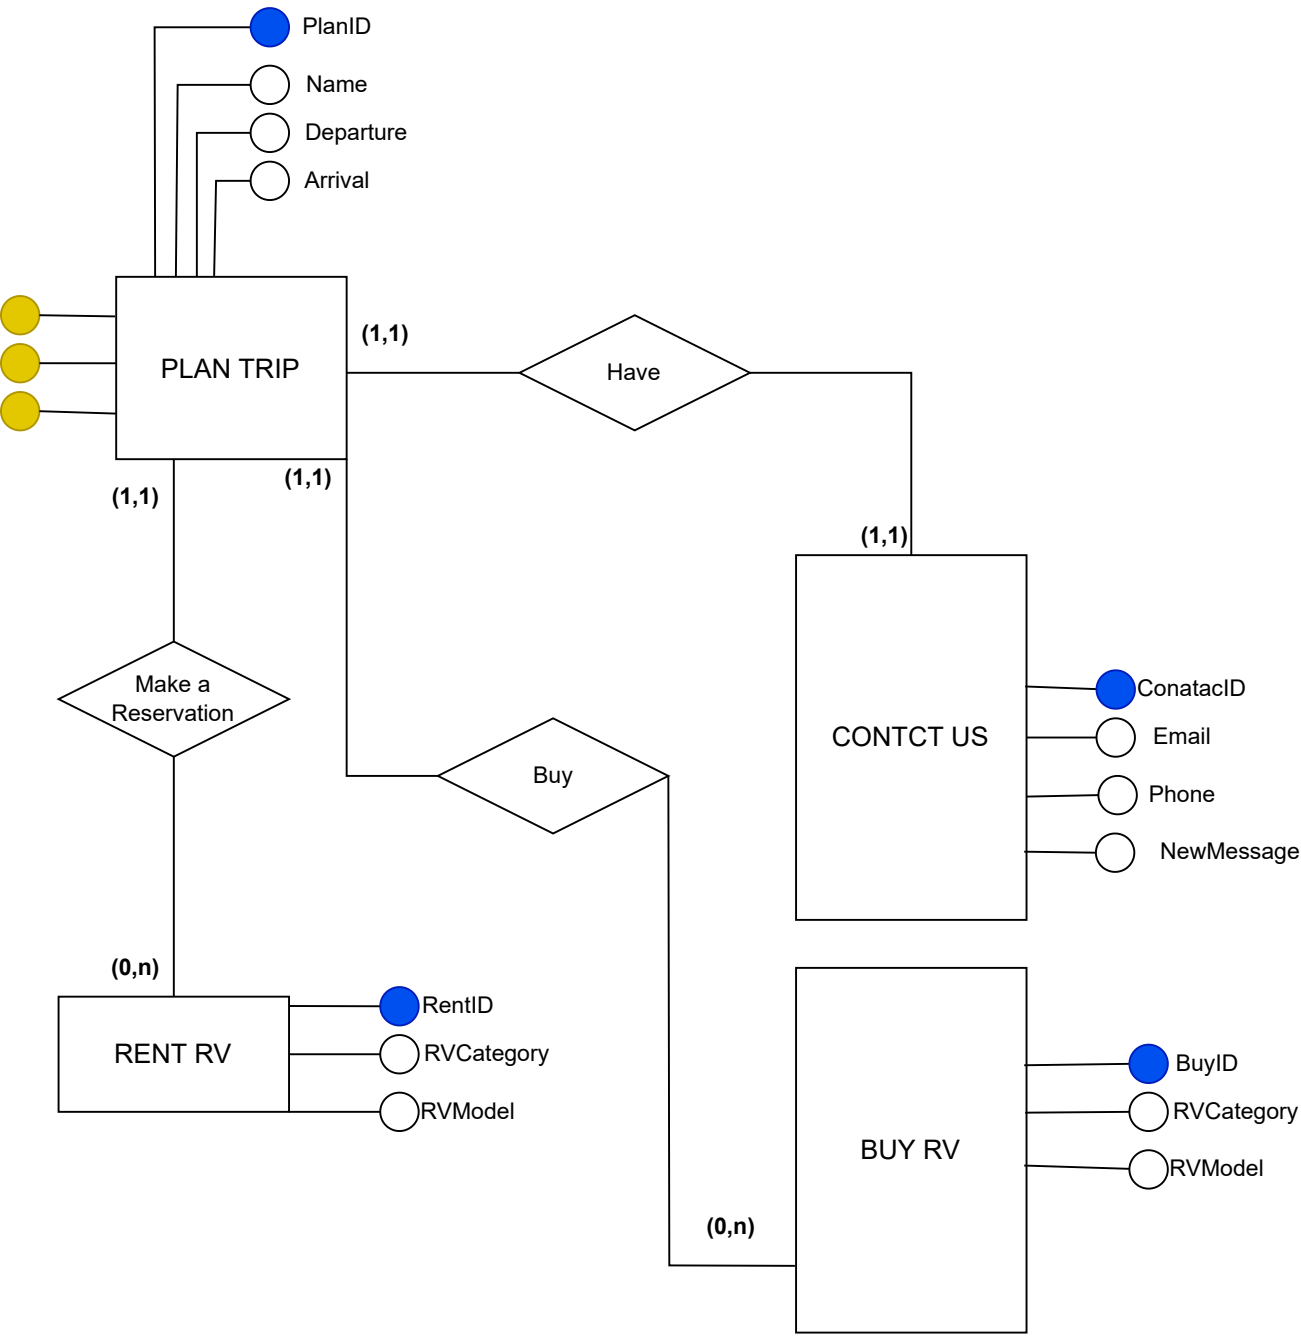 PlanID
Name
Departure
Arrival
PLAN TRIP
(1,1)
Have
(1,1)
(1,1)
(1,1)
Make a
Reservation
Buy
CONTCT US
ConatacID
Email
Phone
NewMessage
(0,n)
RENT RV
RentID
RVCategory
RVModel
BUY RV
BuyID
RVCategory
RVModel
(0,n)